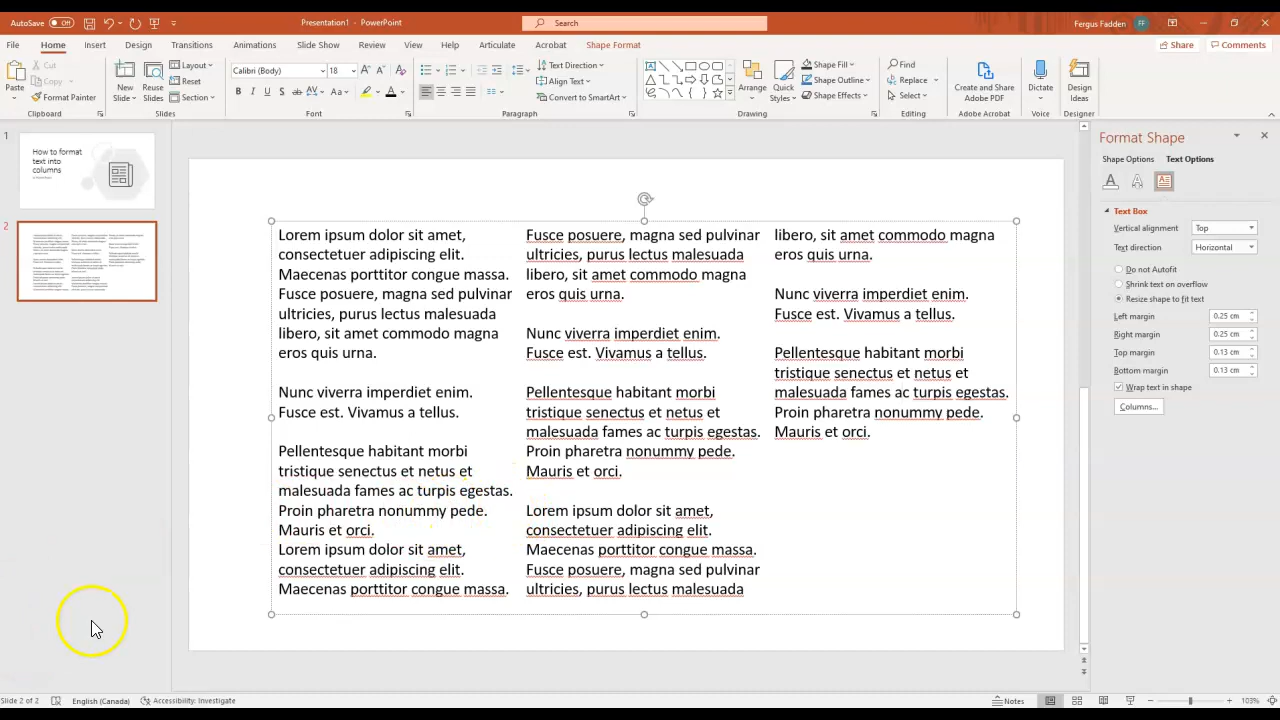 AutoSave Off
Presentation1 - PowerPoint
Search
Fergus Fadden FF
File Home Insert Design Transitions Animations Slide Show Review View Help Articulate Acrobat Shape Format
Share Comments
Paste
Cut
Copy
Format Painter
Clipboard
New Slide
Reuse Slides
Layout
Reset
Section
Slides
Calibri (Body) 18
Font
Text Direction
Align Text
Convert to SmartArt
Paragraph
Arrange
Quick Styles
Shape Fill
Shape Outline
Shape Effects
Drawing
Find
Replace
Select
Editing
Create and Share Adobe PDF
Adobe Acrobat
Dictate
Voice
Design Ideas
Designer
1
How to format
text into
columns
2
Lorem ipsum dolor sit amet,
consectetuer adipiscing elit.
Maecenas porttitor congue massa.
Fusce posuere, magna sed pulvinar
ultricies, purus lectus malesuada
libero, sit amet commodo magna
eros quis urna.
Nunc viverra imperdiet enim.
Fusce est. Vivamus a tellus.
Pellentesque habitant morbi
tristique senectus et netus et
malesuada fames ac turpis egestas.
Proin pharetra nonummy pede.
Mauris et orci.
Lorem ipsum dolor sit amet,
consectetuer adipiscing elit.
Maecenas porttitor congue massa.
Fusce posuere, magna sed pulvinar
ultricies, purus lectus malesuada
libero, sit amet commodo magna
eros quis urna.
Nunc viverra imperdiet enim.
Fusce est. Vivamus a tellus.
Pellentesque habitant morbi
tristique senectus et netus et
malesuada fames ac turpis egestas.
Proin pharetra nonummy pede.
Mauris et orci.
Lorem ipsum dolor sit amet,
consectetuer adipiscing elit.
Maecenas porttitor congue massa.
Fusce posuere, magna sed pulvinar
ultricies, purus lectus malesuada
libero, sit amet commodo magna
eros quis urna.
Nunc viverra imperdiet enim.
Fusce est. Vivamus a tellus.
Pellentesque habitant morbi
tristique senectus et netus et
malesuada fames ac turpis egestas.
Proin pharetra nonummy pede.
Mauris et orci.
Format Shape
Shape Options Text Options
Text Box
Vertical alignment Top
Text direction Horizontal
Do not Autofit
Shrink text on overflow
Resize shape to fit text
Left margin 0.25 cm
Right margin 0.25 cm
Top margin 0.13 cm
Bottom margin 0.13 cm
Wrap text in shape
Columns...
Slide 2 of 2 English (Canada) Accessibility: Investigate
Notes 103%